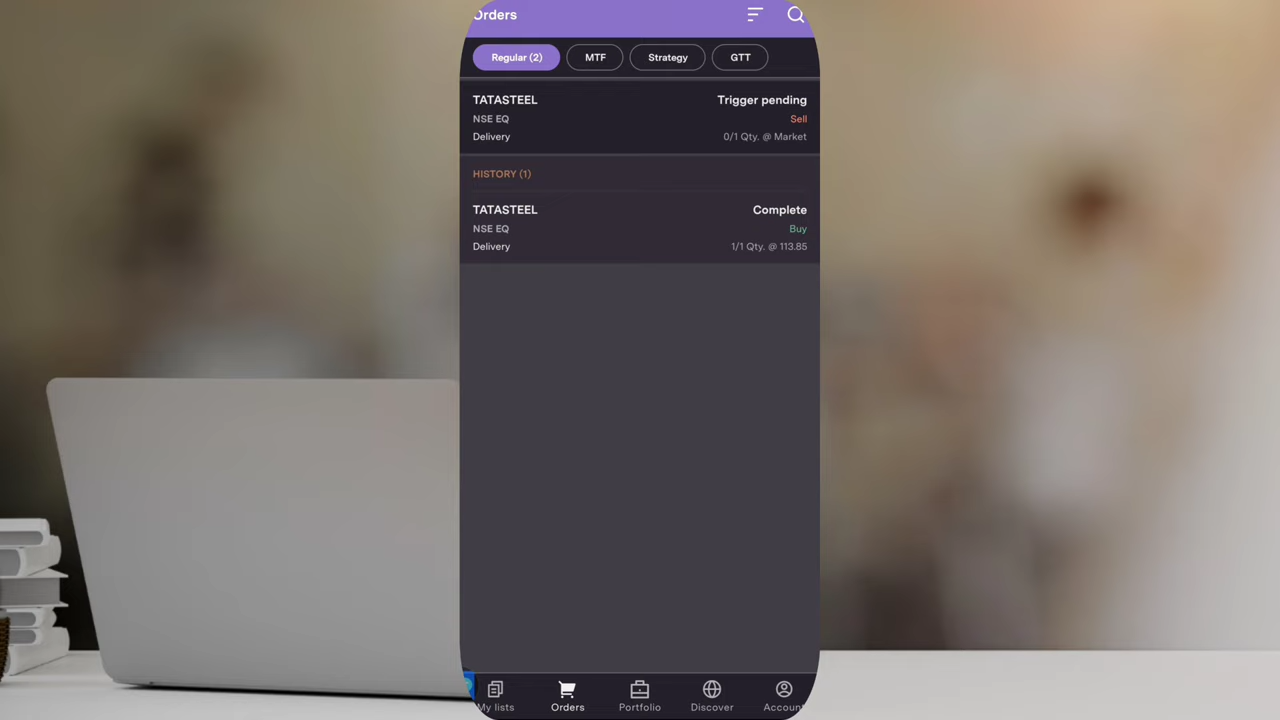 Orders
Regular (2) MTF Strategy GTT
TATASTEEL Trigger pending
NSE EQ Sell
Delivery 0/1 Qty. @ Market
HISTORY (1)
TATASTEEL Complete
NSE EQ Buy
Delivery 1/1 Qty. @ 113.85
My lists Orders Portfolio Discover Account